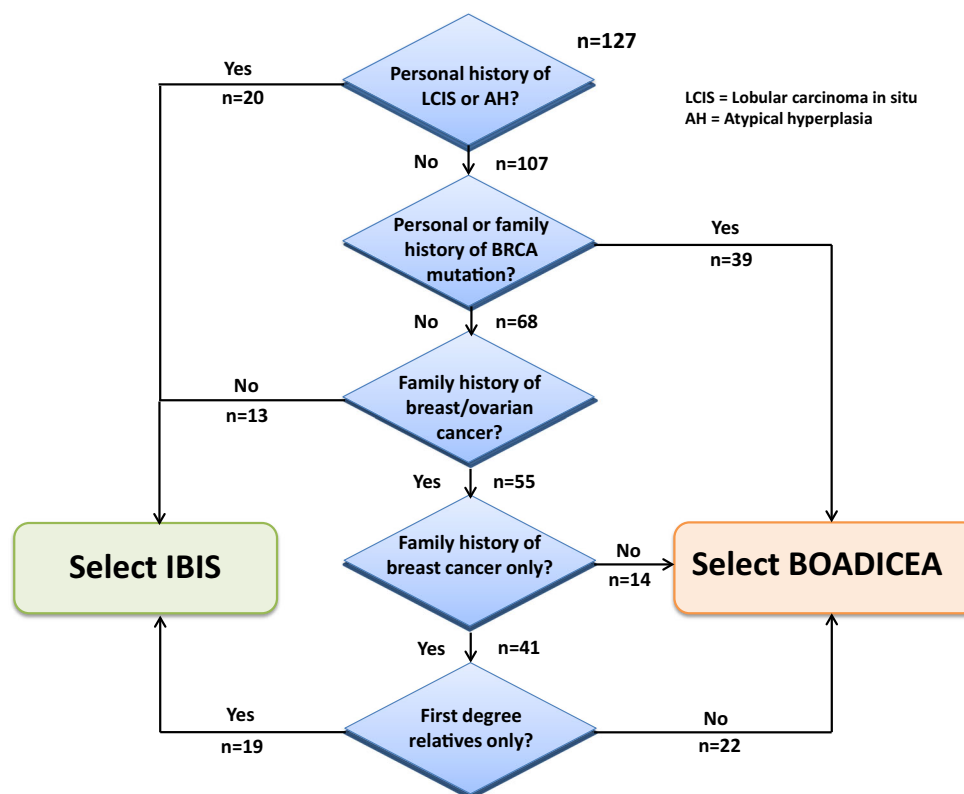 n=127
Personal history of
LCIS or AH?
Yes
n=20
LCIS = Lobular carcinoma in situ
AH = Atypical hyperplasia
No n=107
Personal or family
history of BRCA
mutation?
Yes
n=39
No n=68
Family history of
breast/ovarian
cancer?
No
n=13
Yes n=55
Select IBIS
Family history of
breast cancer only?
No
n=14
Select BOADICEA
Yes n=41
First degree
relatives only?
Yes
n=19
No
n=22